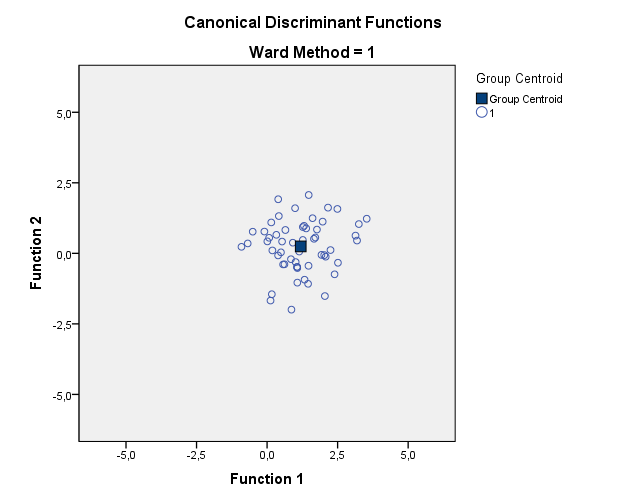 Canonical Discriminant Functions
Ward Method = 1
Group Centroid
Group Centroid
1
Function 2
5,0
2,5
0,0
-2,5
-5,0
-5,0 -2,5 0,0 2,5 5,0
Function 1